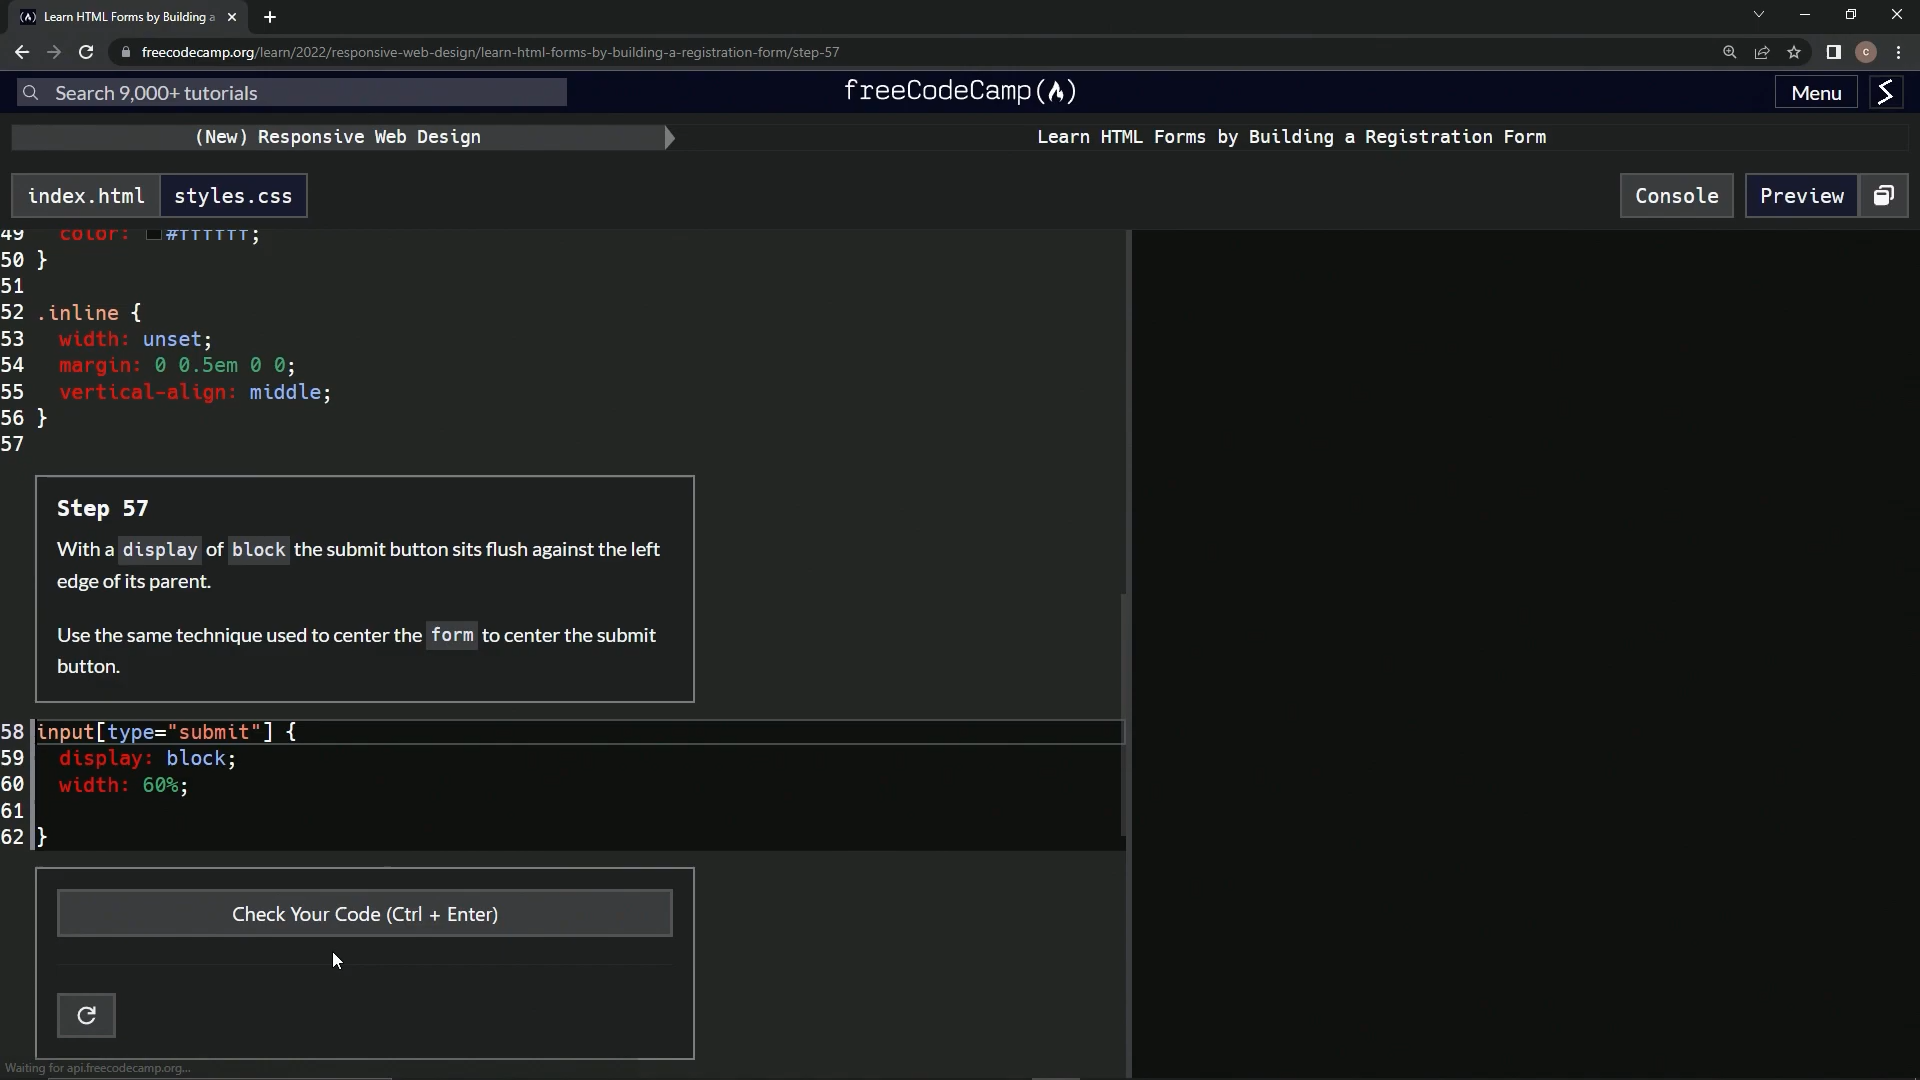 Learn HTML Forms by Building a
freecodecamp.org/learn/2022/responsive-web-design/learn-html-forms-by-building-a-registration-form/step-57
C
Search 9,000+ tutorials
freeCodeCamp
Menu
(New) Responsive Web Design
Learn HTML Forms by Building a Registration Form
index.html
styles.css
Console
Preview
49   color: #ffffff;
50 }
51
52 .inline {
53   width: unset;
54   margin: 0 0.5em 0 0;
55   vertical-align: middle;
56 }
57
Step 57
With a display of block the submit button sits flush against the left
edge of its parent.
Use the same technique used to center the form to center the submit
button.
58 input[type="submit"] {
59   display: block;
60   width: 60%;
61
62 }
Check Your Code (Ctrl + Enter)
Waiting for api.freecodecamp.org...